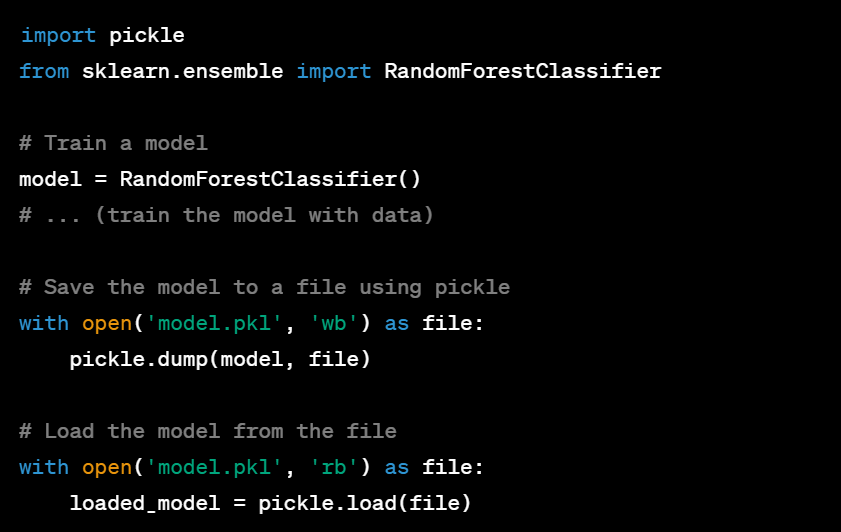 import pickle
from sklearn.ensemble import RandomForestClassifier
# Train a model
model = RandomForestClassifier()
# ... (train the model with data)
# Save the model to a file using pickle
with open('model.pkl', 'wb') as file:
    pickle.dump(model, file)
# Load the model from the file
with open('model.pkl', 'rb') as file:
    loaded_model = pickle.load(file)